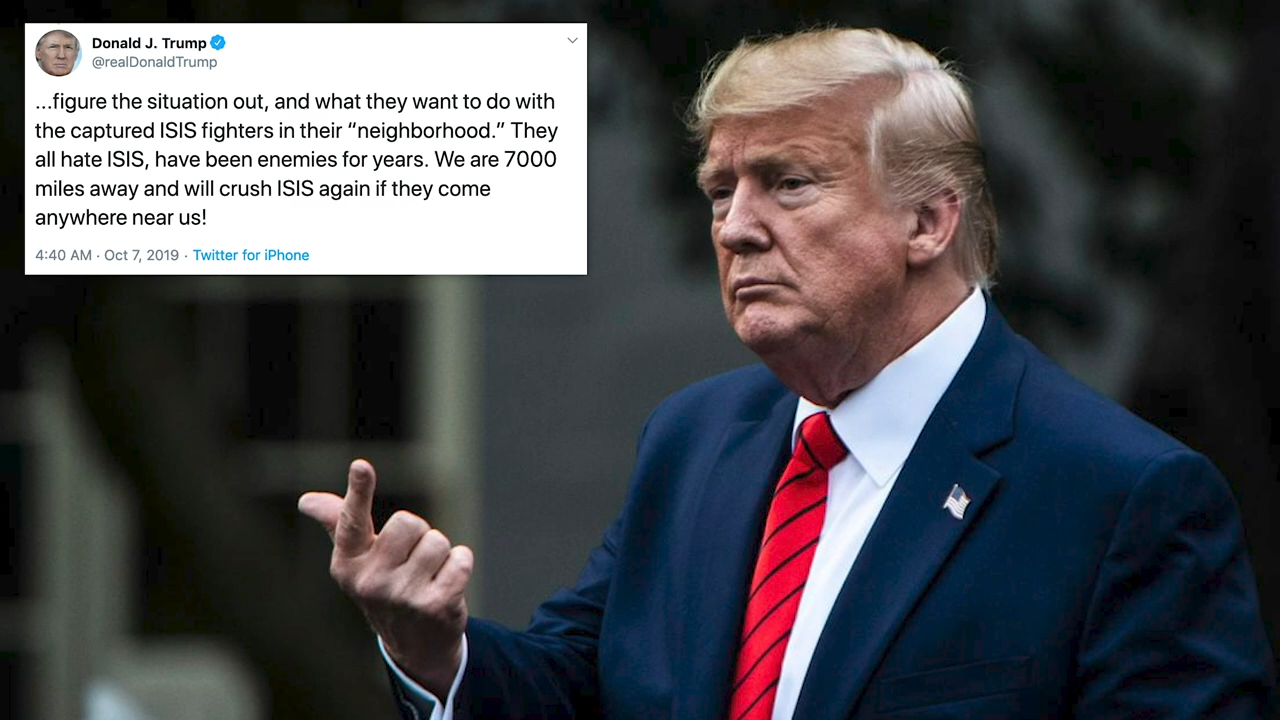 Donald J. Trump
@realDonaldTrump
...figure the situation out, and what they want to do with
the captured ISIS fighters in their “neighborhood.” They
all hate ISIS, have been enemies for years. We are 7000
miles away and will crush ISIS again if they come
anywhere near us!
4:40 AM · Oct 7, 2019 · Twitter for iPhone